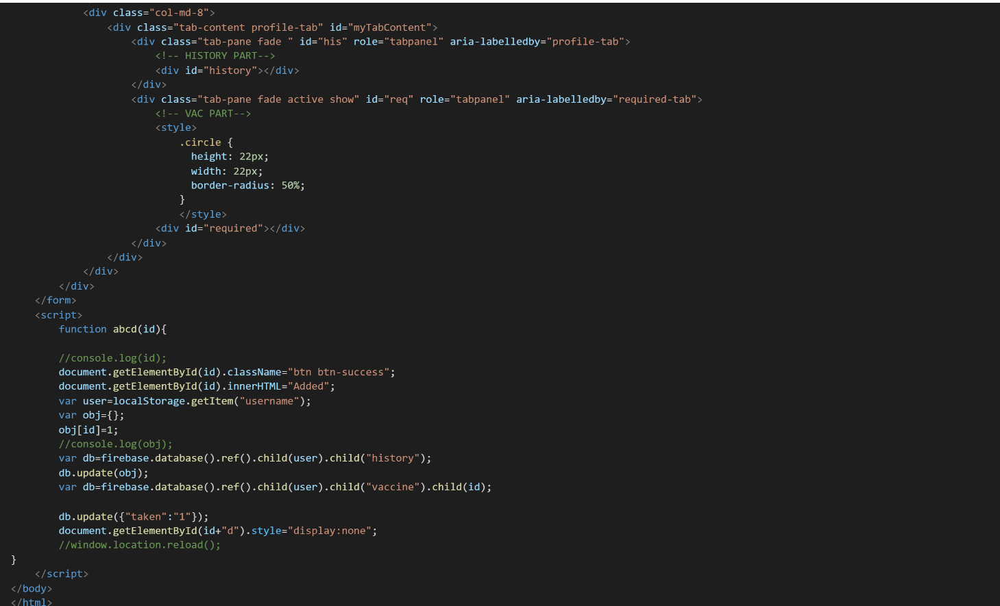 <div class="col-md-8">
<div class="tab-content profile-tab" id="myTabContent">
<div class="tab-pane fade " id="his" role="tabpanel" aria-labelledby="profile-tab">
<!-- HISTORY PART-->
<div id="history"></div>
</div>
<div class="tab-pane fade active show" id="req" role="tabpanel" aria-labelledby="required-tab">
<!-- VAC PART-->
<style>
.circle {
height: 22px;
width: 22px;
border-radius: 50%;
}
</style>
<div id="required"></div>
</div>
</div>
</div>
</div>
</form>
<script>
function abcd(id){
//console.log(id);
document.getElementById(id).className="btn btn-success";
document.getElementById(id).innerHTML="Added";
var user=localStorage.getItem("username");
var obj={};
obj[id]=1;
//console.log(obj);
var db=firebase.database().ref().child(user).child("history");
db.update(obj);
var db=firebase.database().ref().child(user).child("vaccine").child(id);
db.update({"taken":"1"});
document.getElementById(id+"d").style="display:none";
//window.location.reload();
}
</script>
</body>
</html>